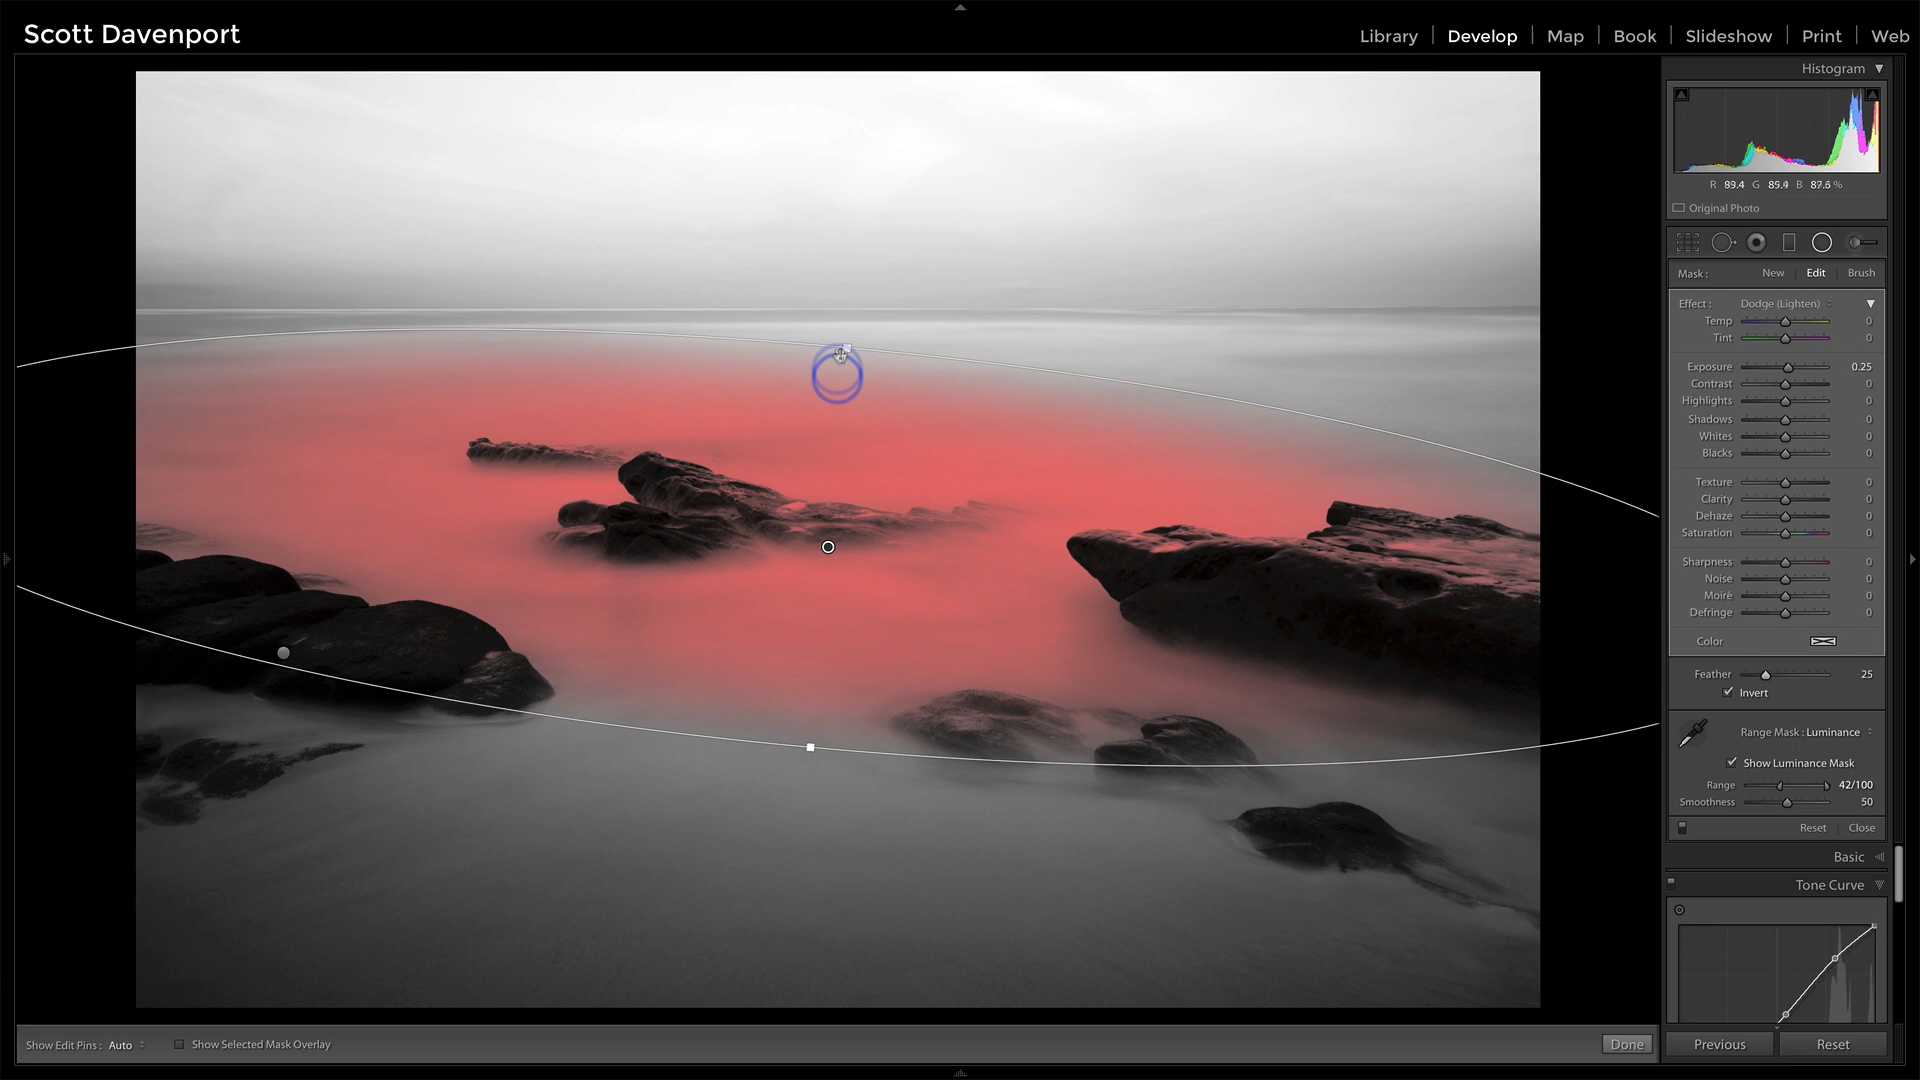 Scott Davenport
Library | Develop | Map | Book | Slideshow | Print | Web
Histogram
R 89.4 G 85.4 B 87.6 %
Original Photo
Mask : New Edit Brush
Effect : Dodge (Lighten)
Temp 0
Tint 0
Exposure 0.25
Contrast 0
Highlights 0
Shadows 0
Whites 0
Blacks 0
Texture 0
Clarity 0
Dehaze 0
Saturation 0
Sharpness 0
Noise 0
Moiré 0
Defringe 0
Color
Feather 25
Invert
Range Mask : Luminance
Show Luminance Mask
Range 42/100
Smoothness 50
Reset Close
Basic
Tone Curve
Show Edit Pins : Auto Show Selected Mask Overlay Done
Previous Reset